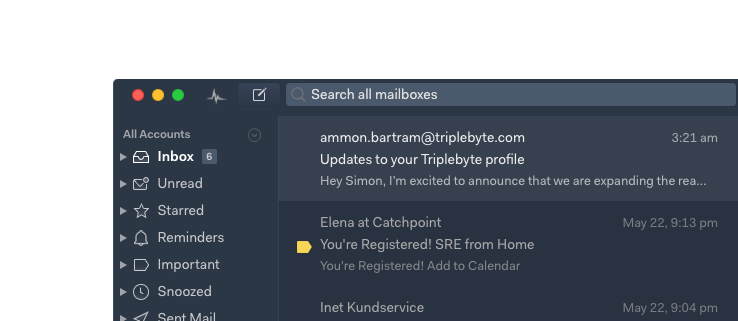 Search all mailboxes
All Accounts
Inbox 6
Unread
Starred
Reminders
Important
Snoozed
Sent Mail
ammon.bartram@triplebyte.com 3:21 am
Updates to your Triplebyte profile
Hey Simon, I'm excited to announce that we are expanding the rea...
Elena at Catchpoint May 22, 9:13 pm
You're Registered! SRE from Home
You're Registered! Add to Calendar
Inet Kundservice May 22, 9:04 pm